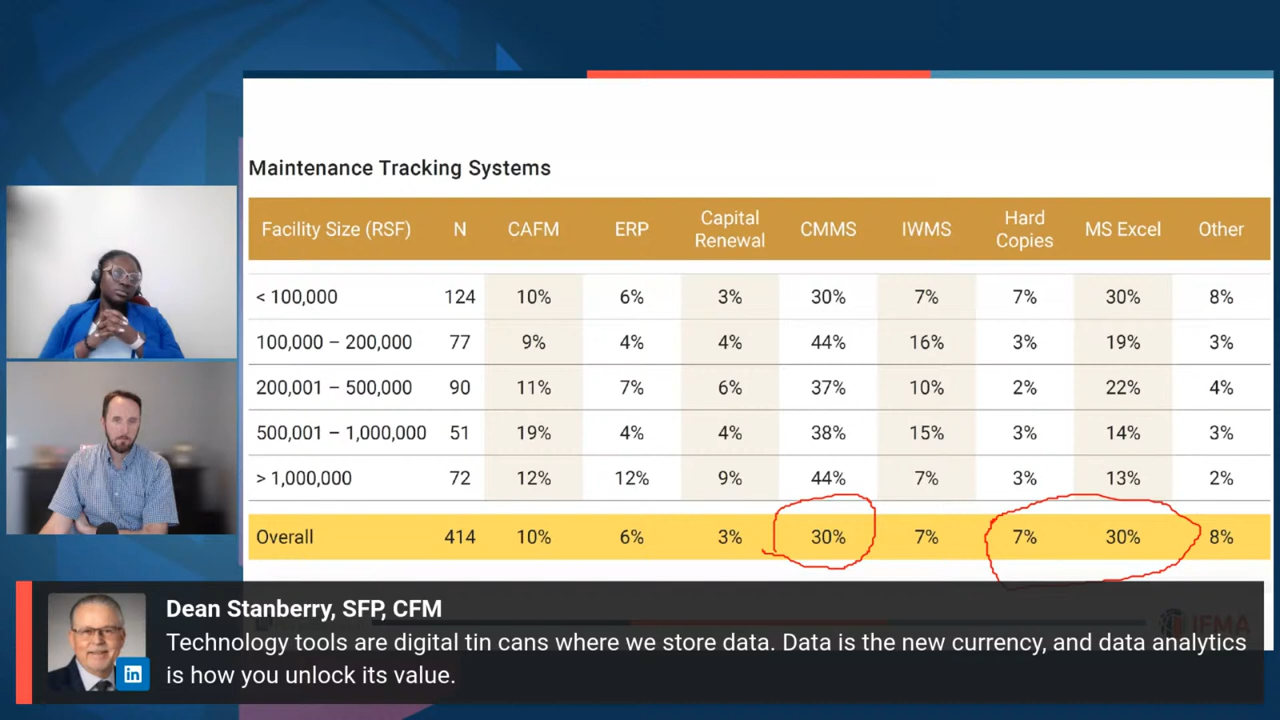 Maintenance Tracking Systems
Facility Size (RSF) N CAFM ERP Capital Renewal CMMS IWMS Hard Copies MS Excel Other
< 100,000 124 10% 6% 3% 30% 7% 7% 30% 8%
100,000 – 200,000 77 9% 4% 4% 44% 16% 3% 19% 3%
200,001 – 500,000 90 11% 7% 6% 37% 10% 2% 22% 4%
500,001 – 1,000,000 51 19% 4% 4% 38% 15% 3% 14% 3%
> 1,000,000 72 12% 12% 9% 44% 7% 3% 13% 2%
Overall 414 10% 6% 3% 30% 7% 7% 30% 8%
IFMA
Dean Stanberry, SFP, CFM
Technology tools are digital tin cans where we store data. Data is the new currency, and data analytics
is how you unlock its value.
in